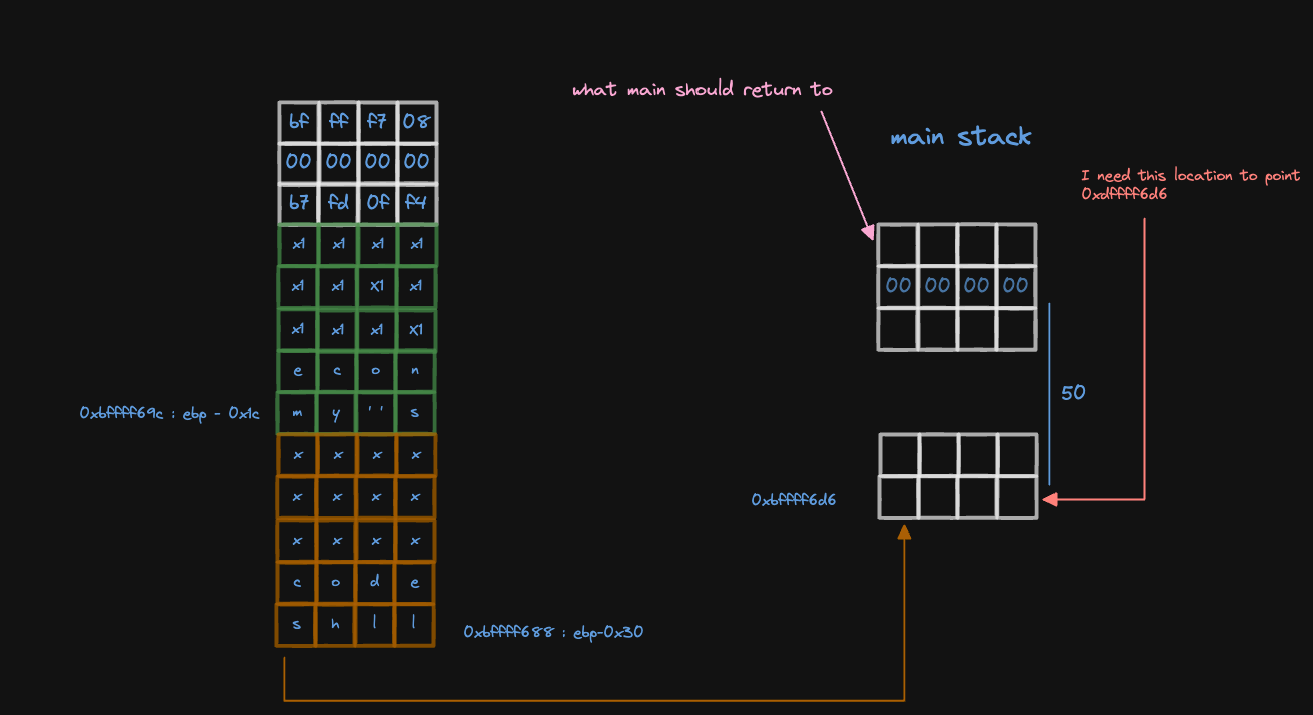 what main should return to
main stack
I need this location to point
0xdffff6d6
bf ff f7 08
00 00 00 00
b7 fd 0f f4
x1 x1 x1 x1
x1 x1 X1 x1
x1 x1 x1 X1
e c o n
0xbffff69c : ebp - 0x1c
m y ' ' s
x x x x
x x x x
x x x x
c o d e
s h l l
0xbffff688 : ebp-0x30
00 00 00 00
50
0xbffff6d6